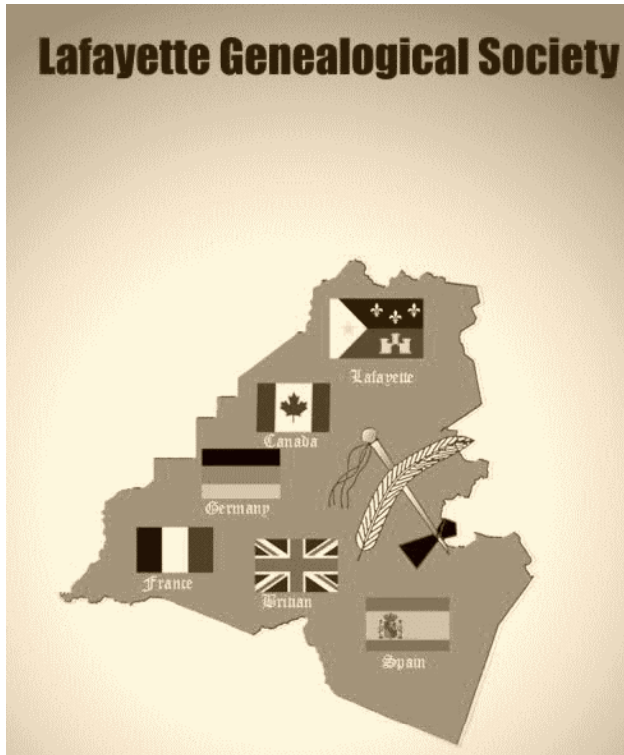 Lafayette Genealogical Society
Lafayette
Canada
Germany
France
Britian
Spain